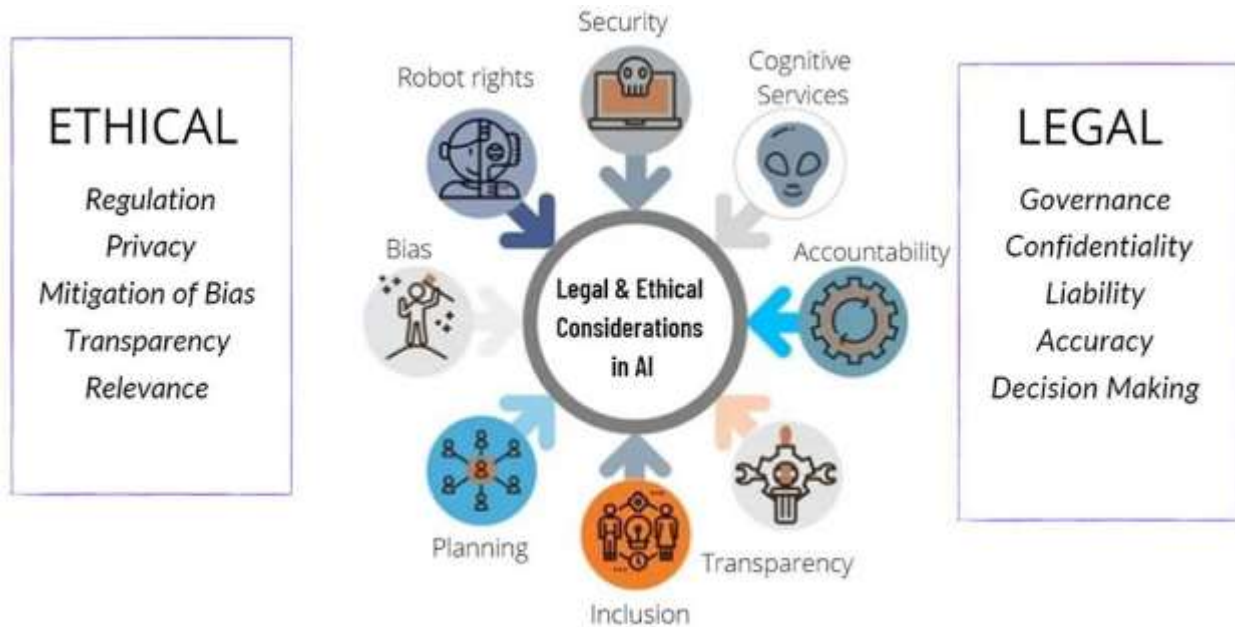 ETHICAL
Regulation
Privacy
Mitigation of Bias
Transparency
Relevance
Security
Robot rights
Cognitive
Services
Bias
Accountability
Legal & Ethical
Considerations
in AI
Planning
Transparency
Inclusion
LEGAL
Governance
Confidentiality
Liability
Accuracy
Decision Making